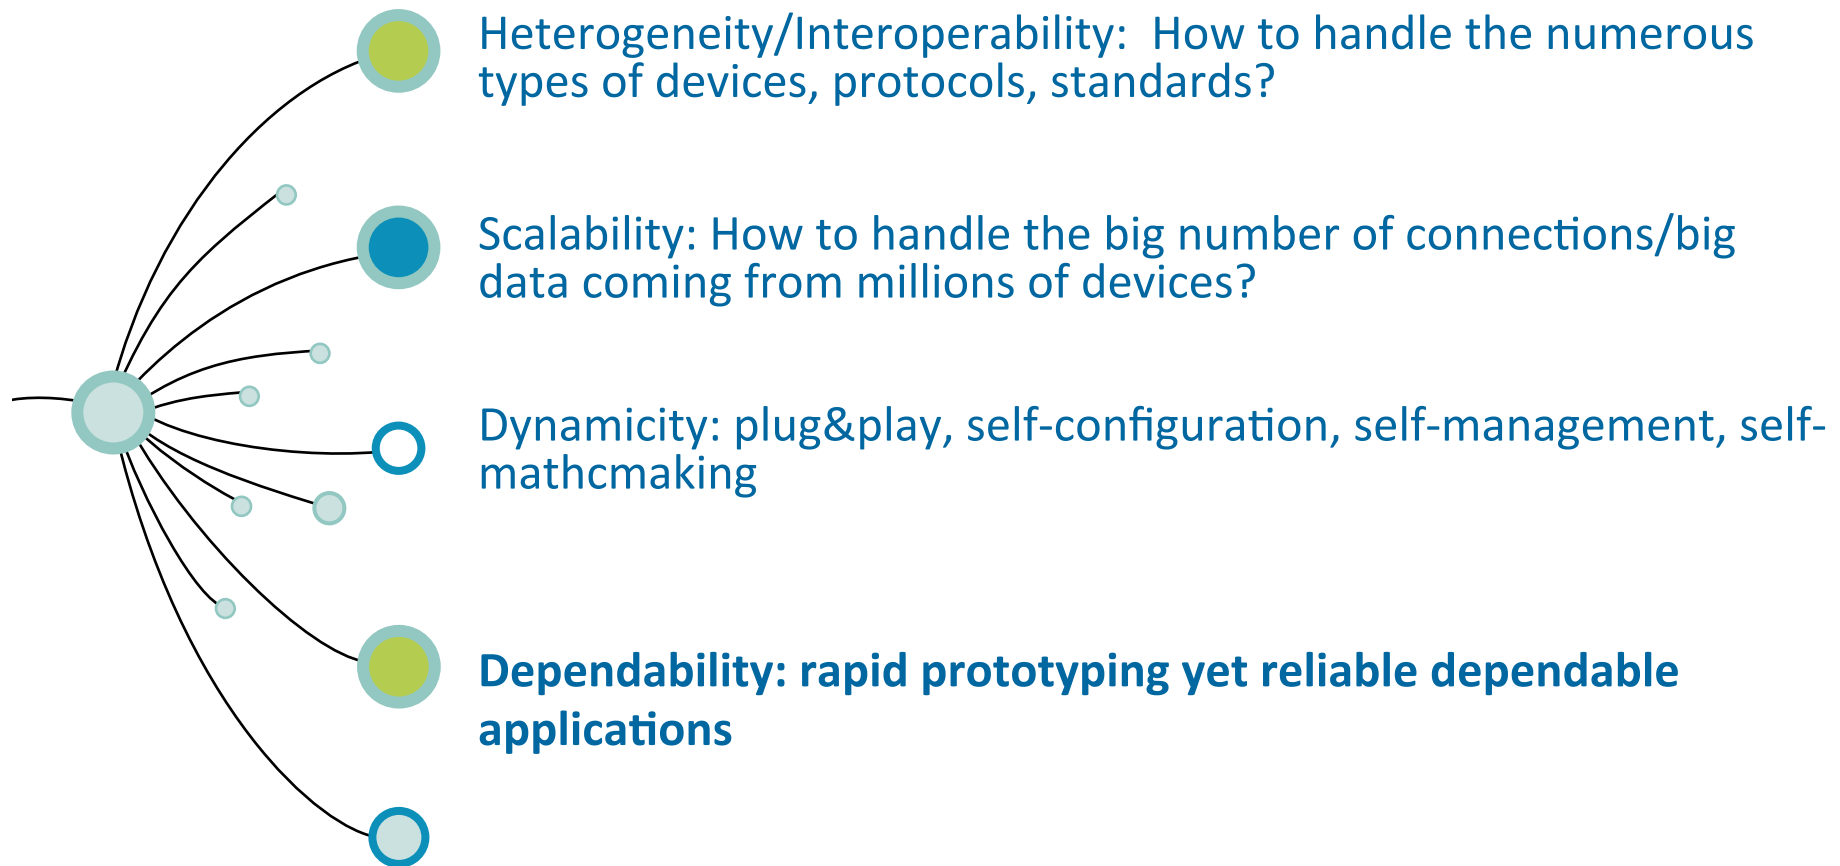 Heterogeneity/Interoperability:  How to handle the numerous
types of devices, protocols, standards?
Scalability: How to handle the big number of connections/big
data coming from millions of devices?
Dynamicity: plug&play, self-configuration, self-management, self-
mathcmaking
Dependability: rapid prototyping yet reliable dependable
applications